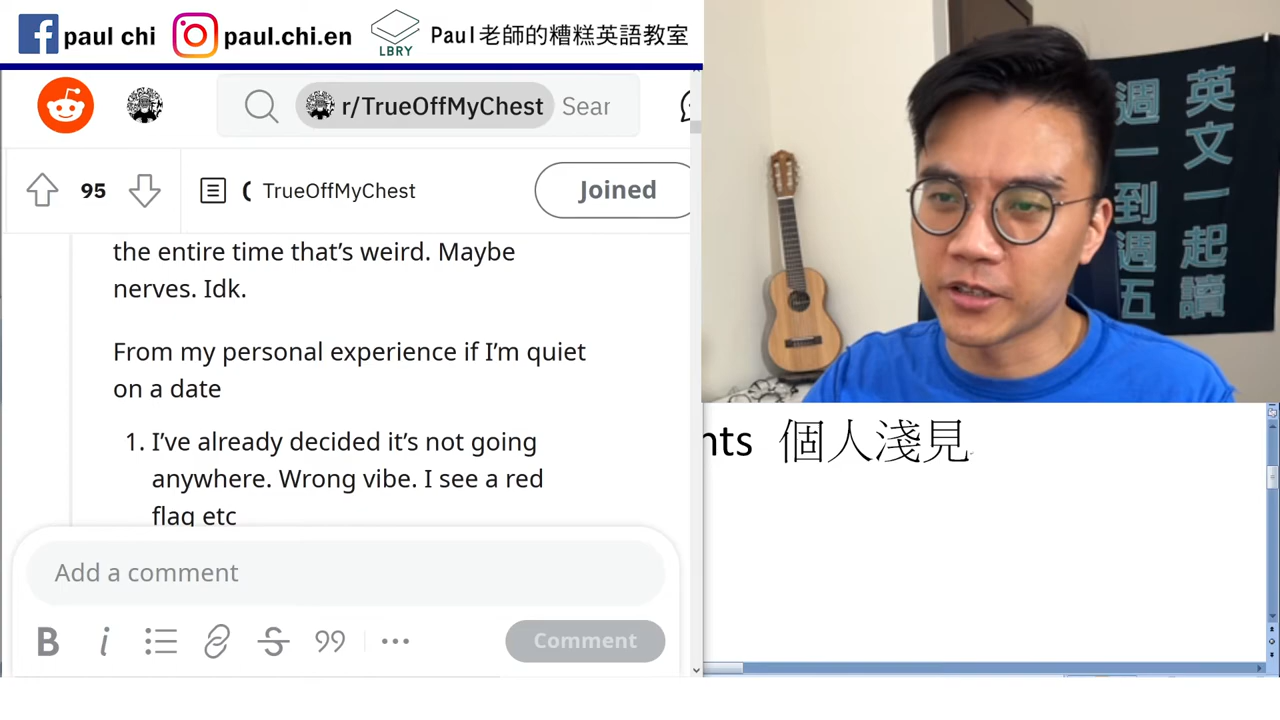 paul chi
paul.chi.en
LBRY
Paul老師的糟糕英語教室
r/TrueOffMyChest
Sear
95
( TrueOffMyChest
Joined
the entire time that’s weird. Maybe
nerves. Idk.
From my personal experience if I’m quiet
on a date
1. I’ve already decided it’s not going
anywhere. Wrong vibe. I see a red
flag etc
Add a comment
B i S 99 ...
Comment
英文一起讀
週一到週五
nts 個人淺見